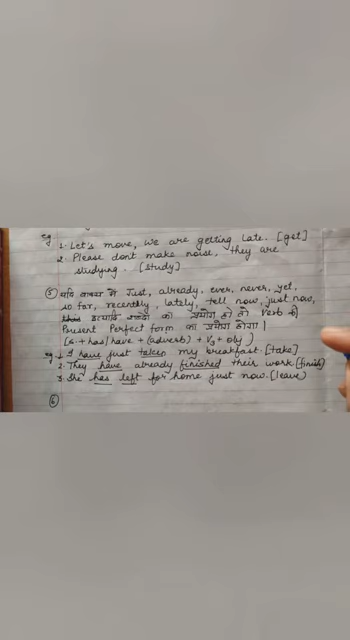 eg 1. Let's move, we are getting late. [get]
2. Please dont make noise, they are
studying. [study]
⑤ यदि वाक्य में Just, already, ever, never, yet,
so far, recently, lately, tell now, just now,
इत्यादि शब्दों का प्रयोग हो तो Verb की
Present Perfect form का प्रयोग होगा।
[s + has/have + (adverb) + V₃ + obj)
eg 1. I have just taken my breakfast. [take]
2. They have already finished their work. [finish]
3. She has left for home just now. (leave)
⑥